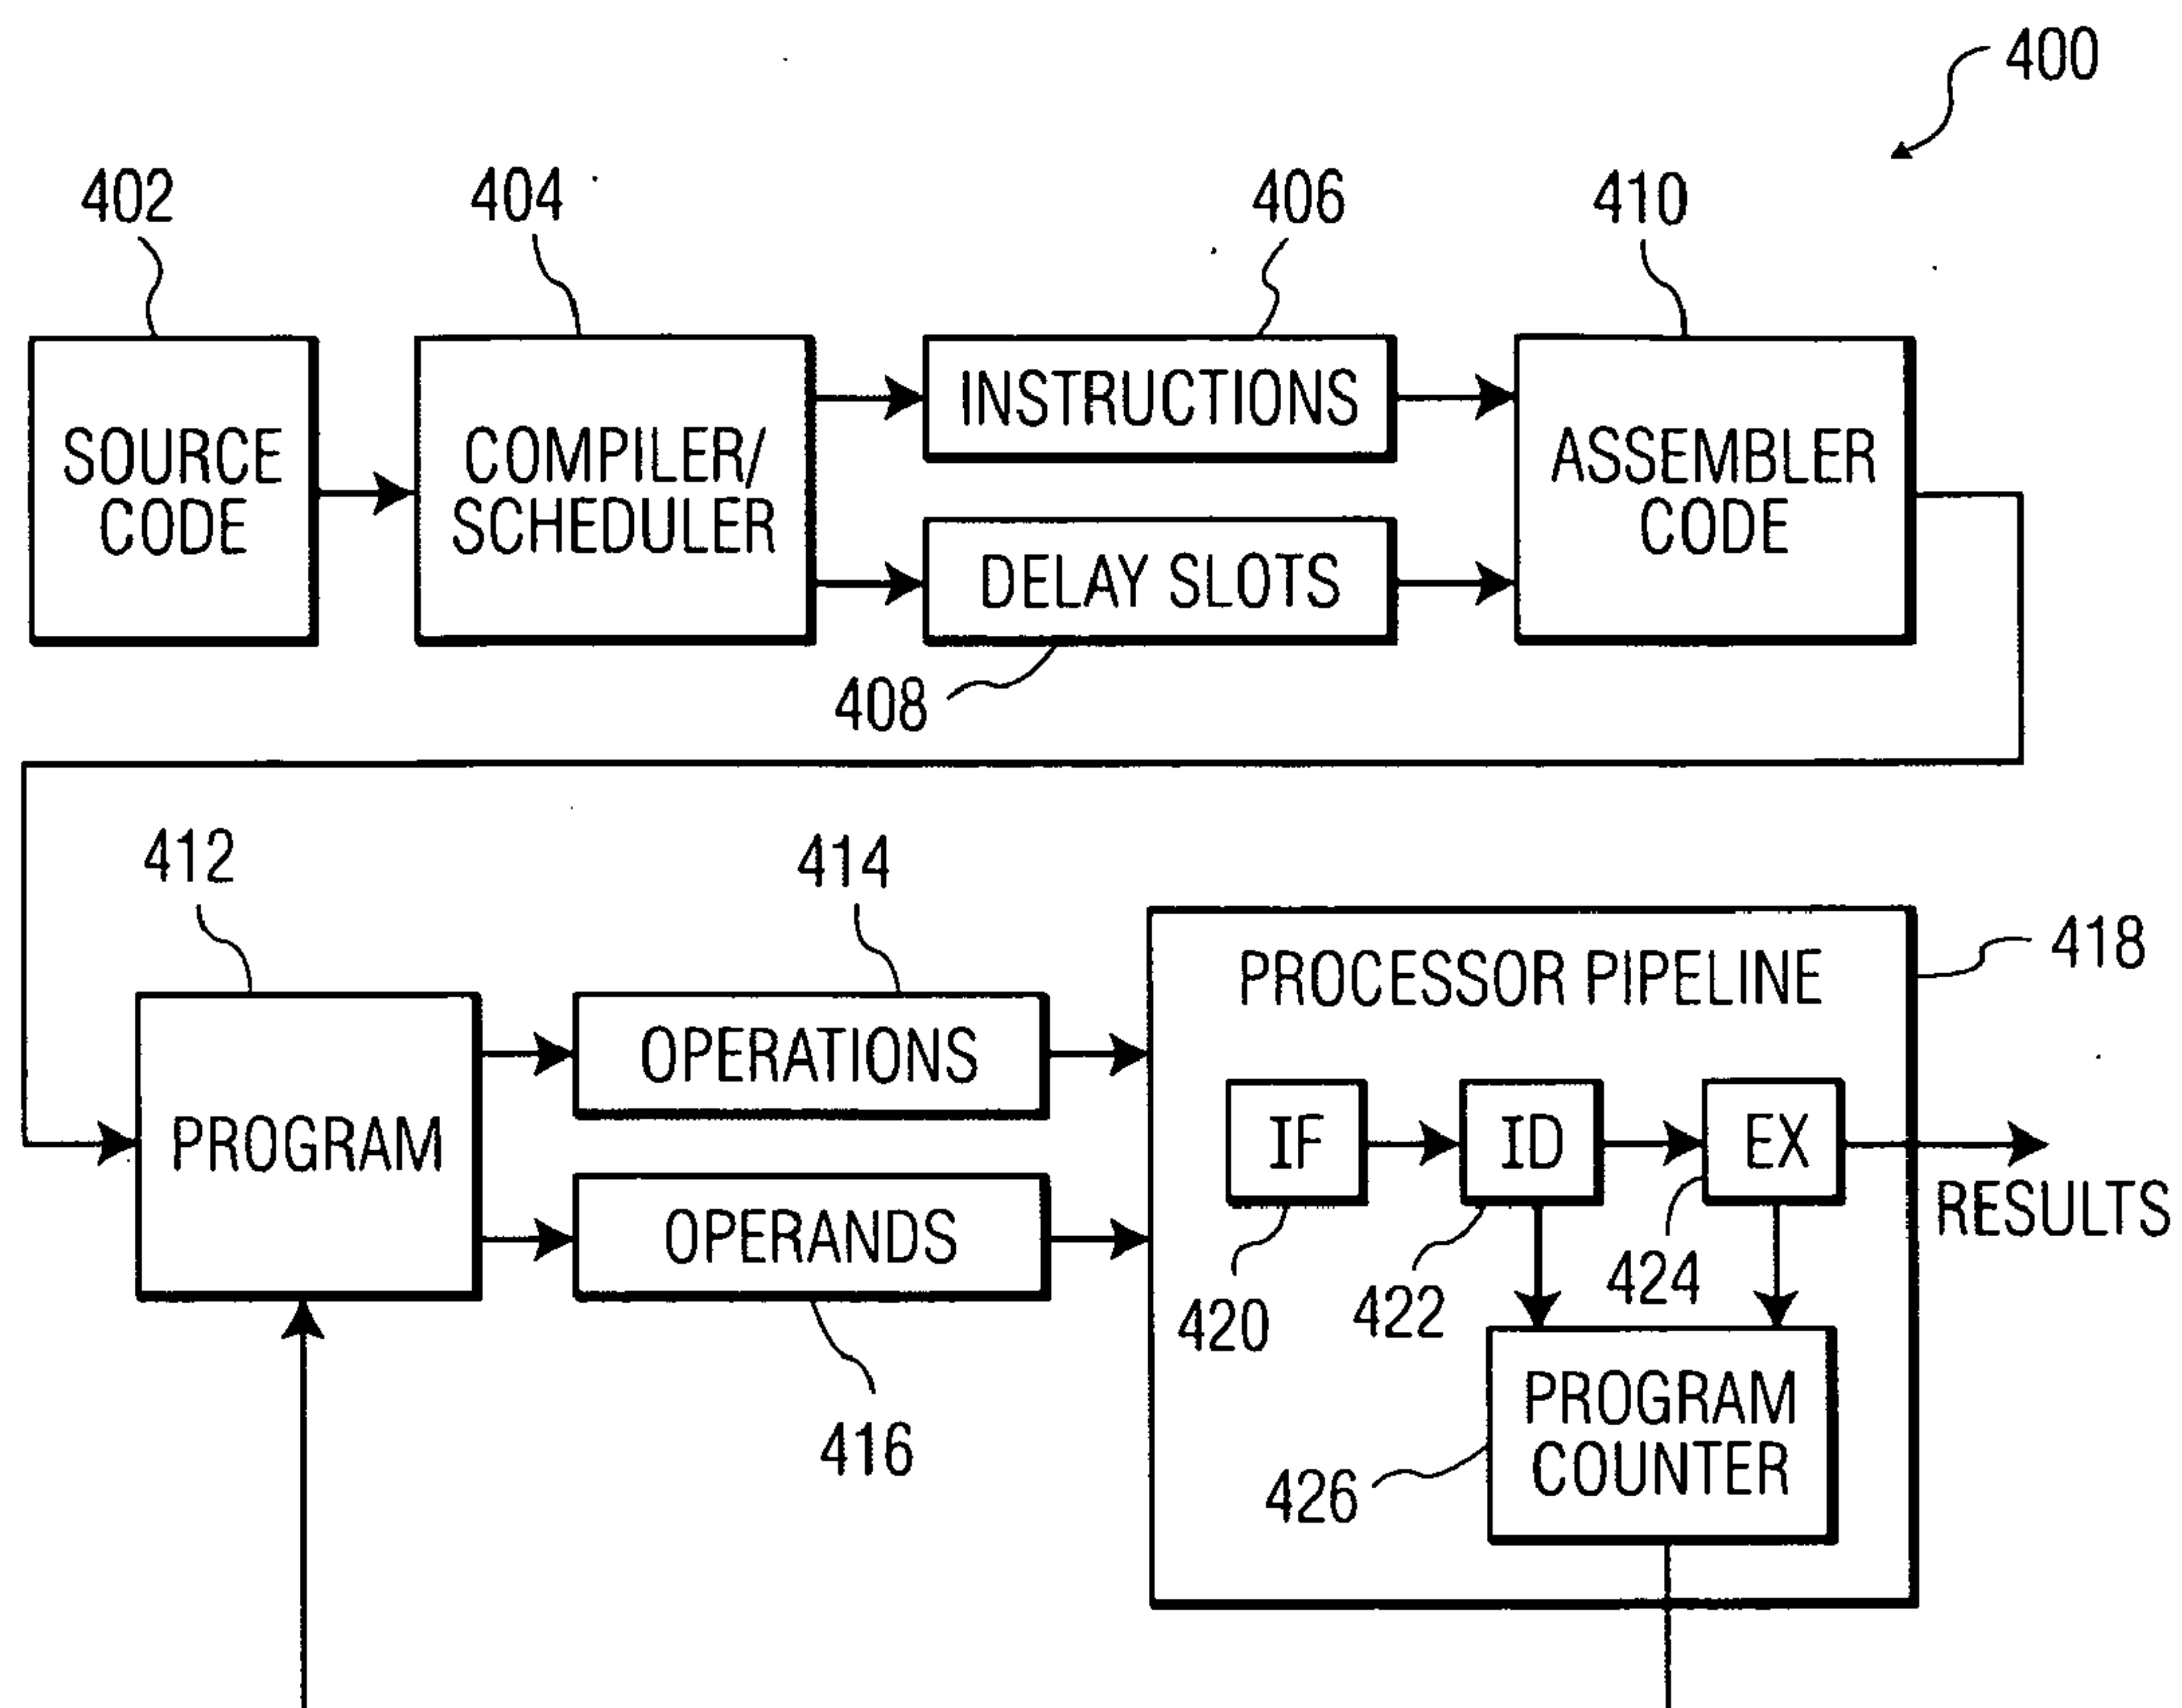 400
402
404
406
410
SOURCE
CODE
COMPILER/
SCHEDULER
INSTRUCTIONS
DELAY SLOTS
ASSEMBLER
CODE
408
412
414
418
PROGRAM
OPERATIONS
OPERANDS
PROCESSOR PIPELINE
IF
ID
EX
RESULTS
420
422
424
416
PROGRAM
COUNTER
426